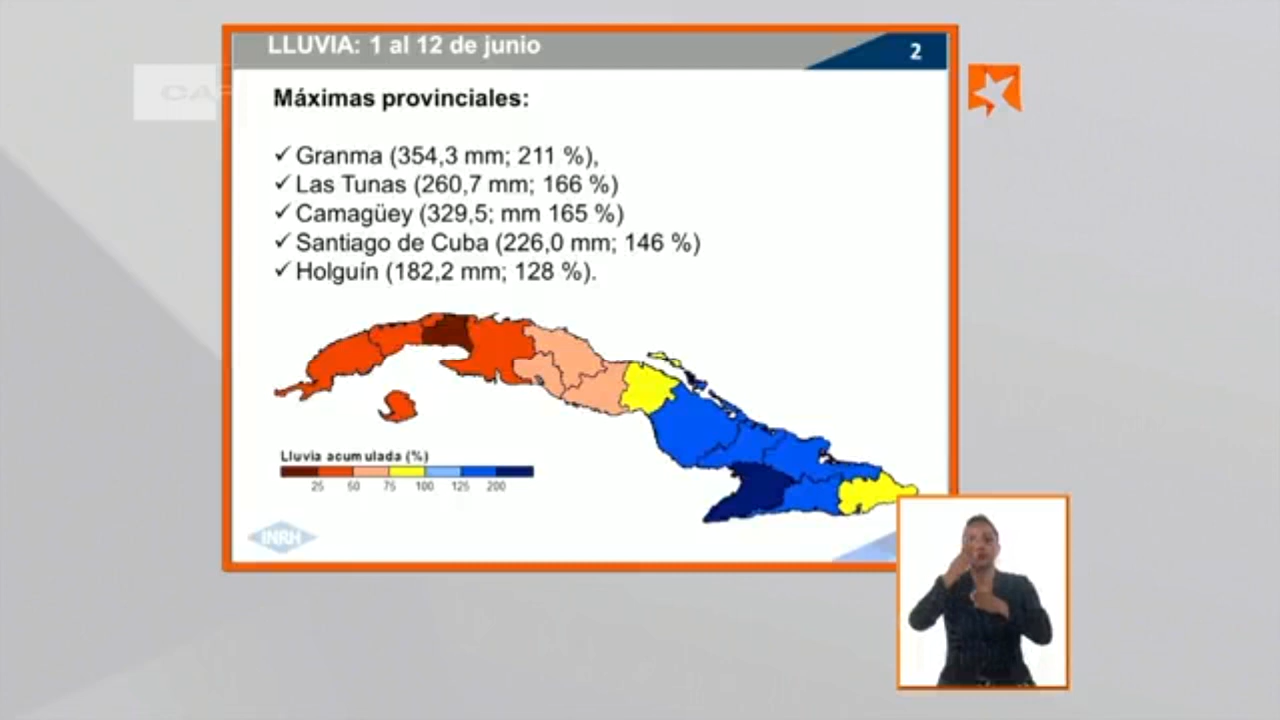 LLUVIA: 1 al 12 de junio
2
Máximas provinciales:
✓ Granma (354,3 mm; 211 %),
✓ Las Tunas (260,7 mm; 166 %)
✓ Camagüey (329,5; mm 165 %)
✓ Santiago de Cuba (226,0 mm; 146 %)
✓ Holguín (182,2 mm; 128 %).
Lluvia acumulada (%)
25 50 75 100 125 200
INRH